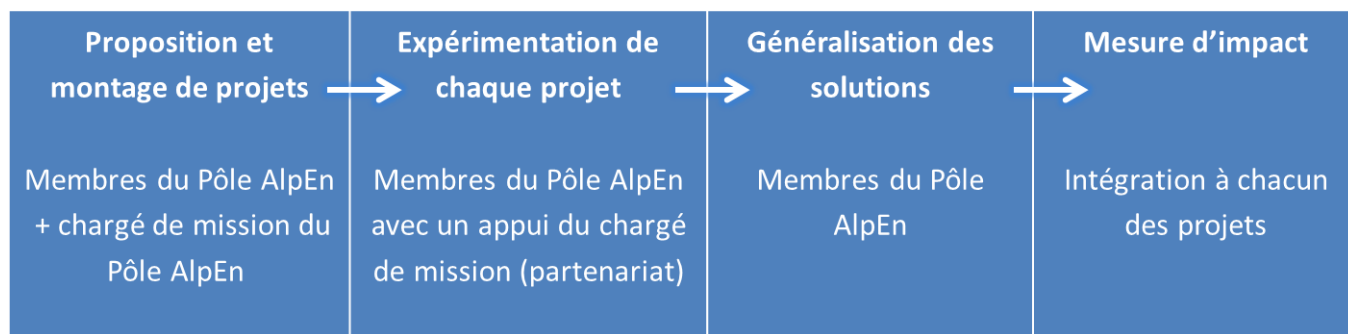 Proposition et
montage de projets
Membres du Pôle AlpEn
+ chargé de mission du
Pôle AlpEn
Expérimentation de
chaque projet
Membres du Pôle AlpEn
avec un appui du chargé
de mission (partenariat)
Généralisation des
solutions
Membres du Pôle
AlpEn
Mesure d’impact
Intégration à chacun
des projets